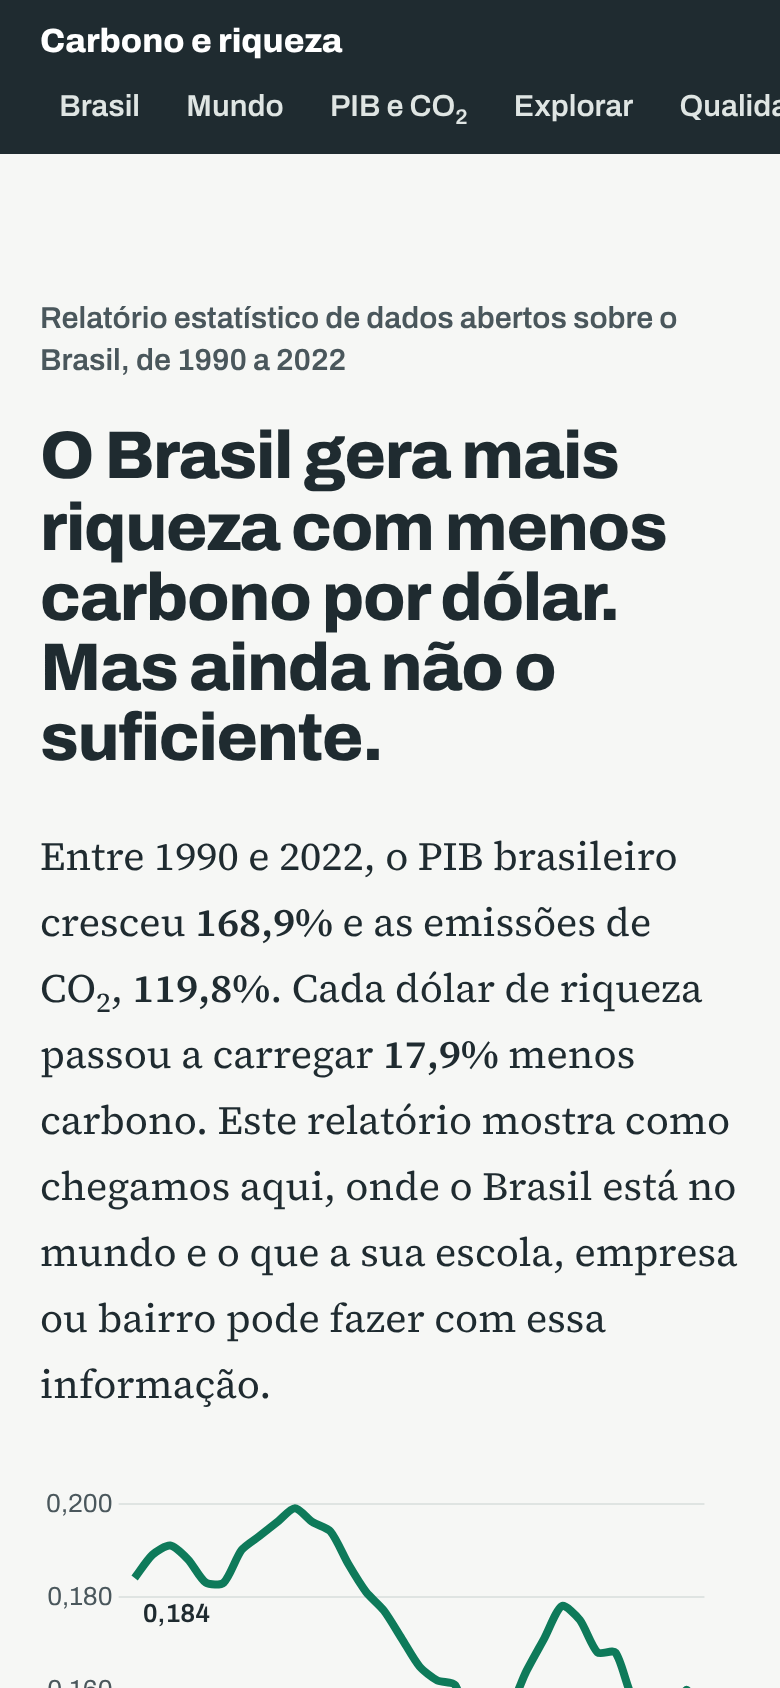 Carbono e riqueza
Brasil Mundo PIB e CO₂ Explorar Qualida
Relatório estatístico de dados abertos sobre o
Brasil, de 1990 a 2022
O Brasil gera mais
riqueza com menos
carbono por dólar.
Mas ainda não o
suficiente.
Entre 1990 e 2022, o PIB brasileiro
cresceu 168,9% e as emissões de
CO₂, 119,8%. Cada dólar de riqueza
passou a carregar 17,9% menos
carbono. Este relatório mostra como
chegamos aqui, onde o Brasil está no
mundo e o que a sua escola, empresa
ou bairro pode fazer com essa
informação.
0,200
0,180
0,184
0,160